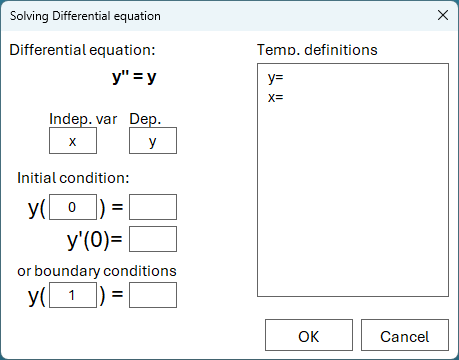 Solving Differential equation
Differential equation:
y'' = y
Indep. var Dep.
x y
Initial condition:
y( 0 ) =
y'(0)=
or boundary conditions
y( 1 ) =
Temp. definitions
y=
x=
OK Cancel